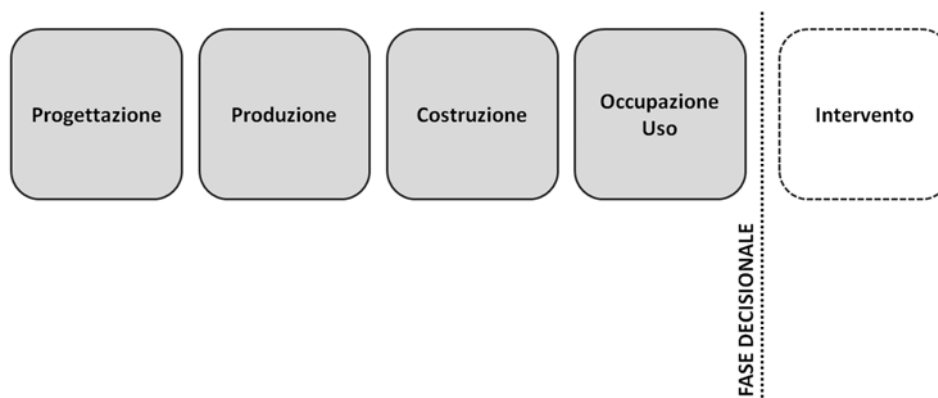 Progettazione
Produzione
Costruzione
Occupazione
Uso
Intervento
FASE DECISIONALE